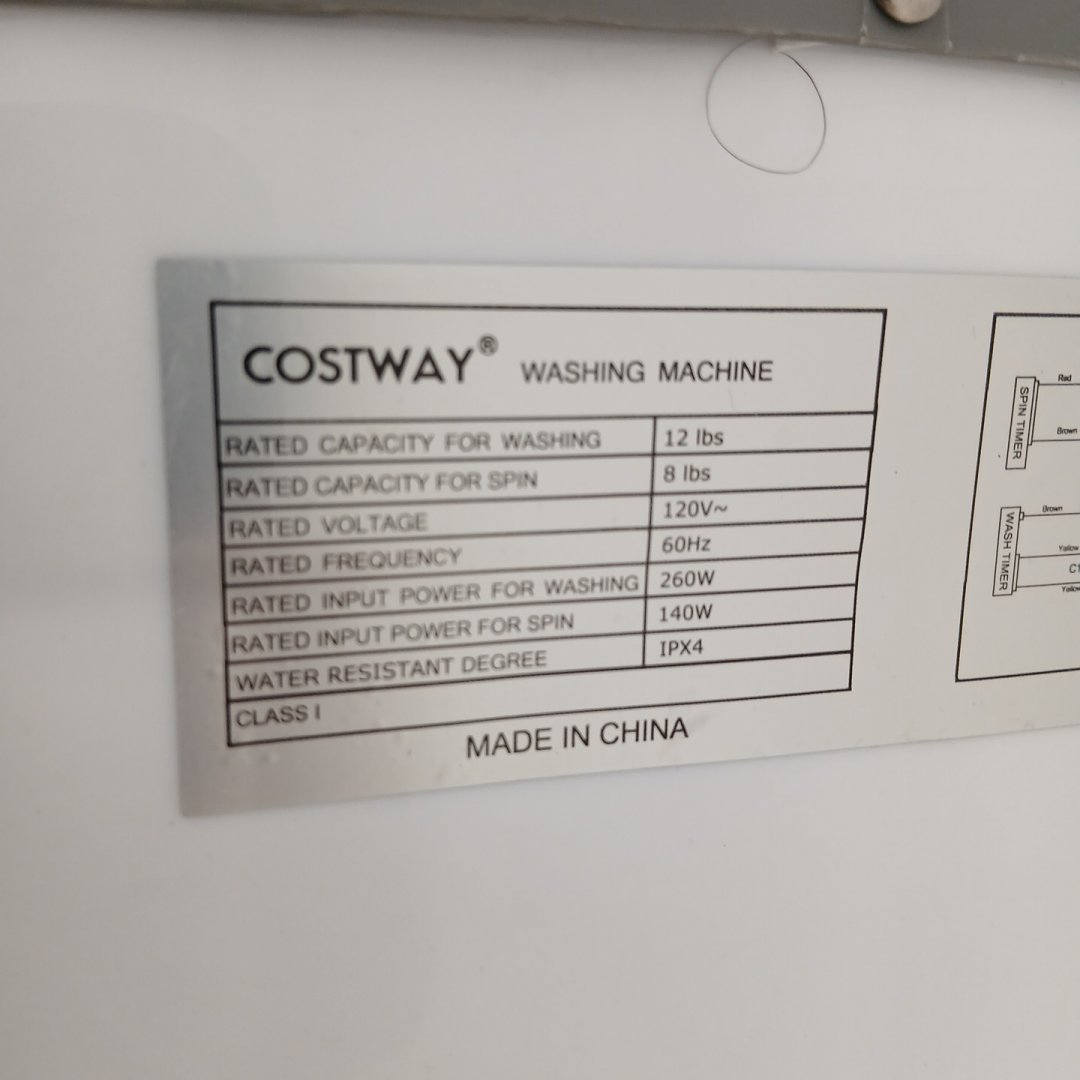 COSTWAY® WASHING MACHINE
RATED CAPACITY FOR WASHING 12 lbs
RATED CAPACITY FOR SPIN 8 lbs
RATED VOLTAGE 120V~
RATED FREQUENCY 60Hz
RATED INPUT POWER FOR WASHING 260W
RATED INPUT POWER FOR SPIN 140W
WATER RESISTANT DEGREE IPX4
CLASS I
MADE IN CHINA
SPIN TIMER
Red
Brown
WASH TIMER
Brown
Yellow
C1
Yellow